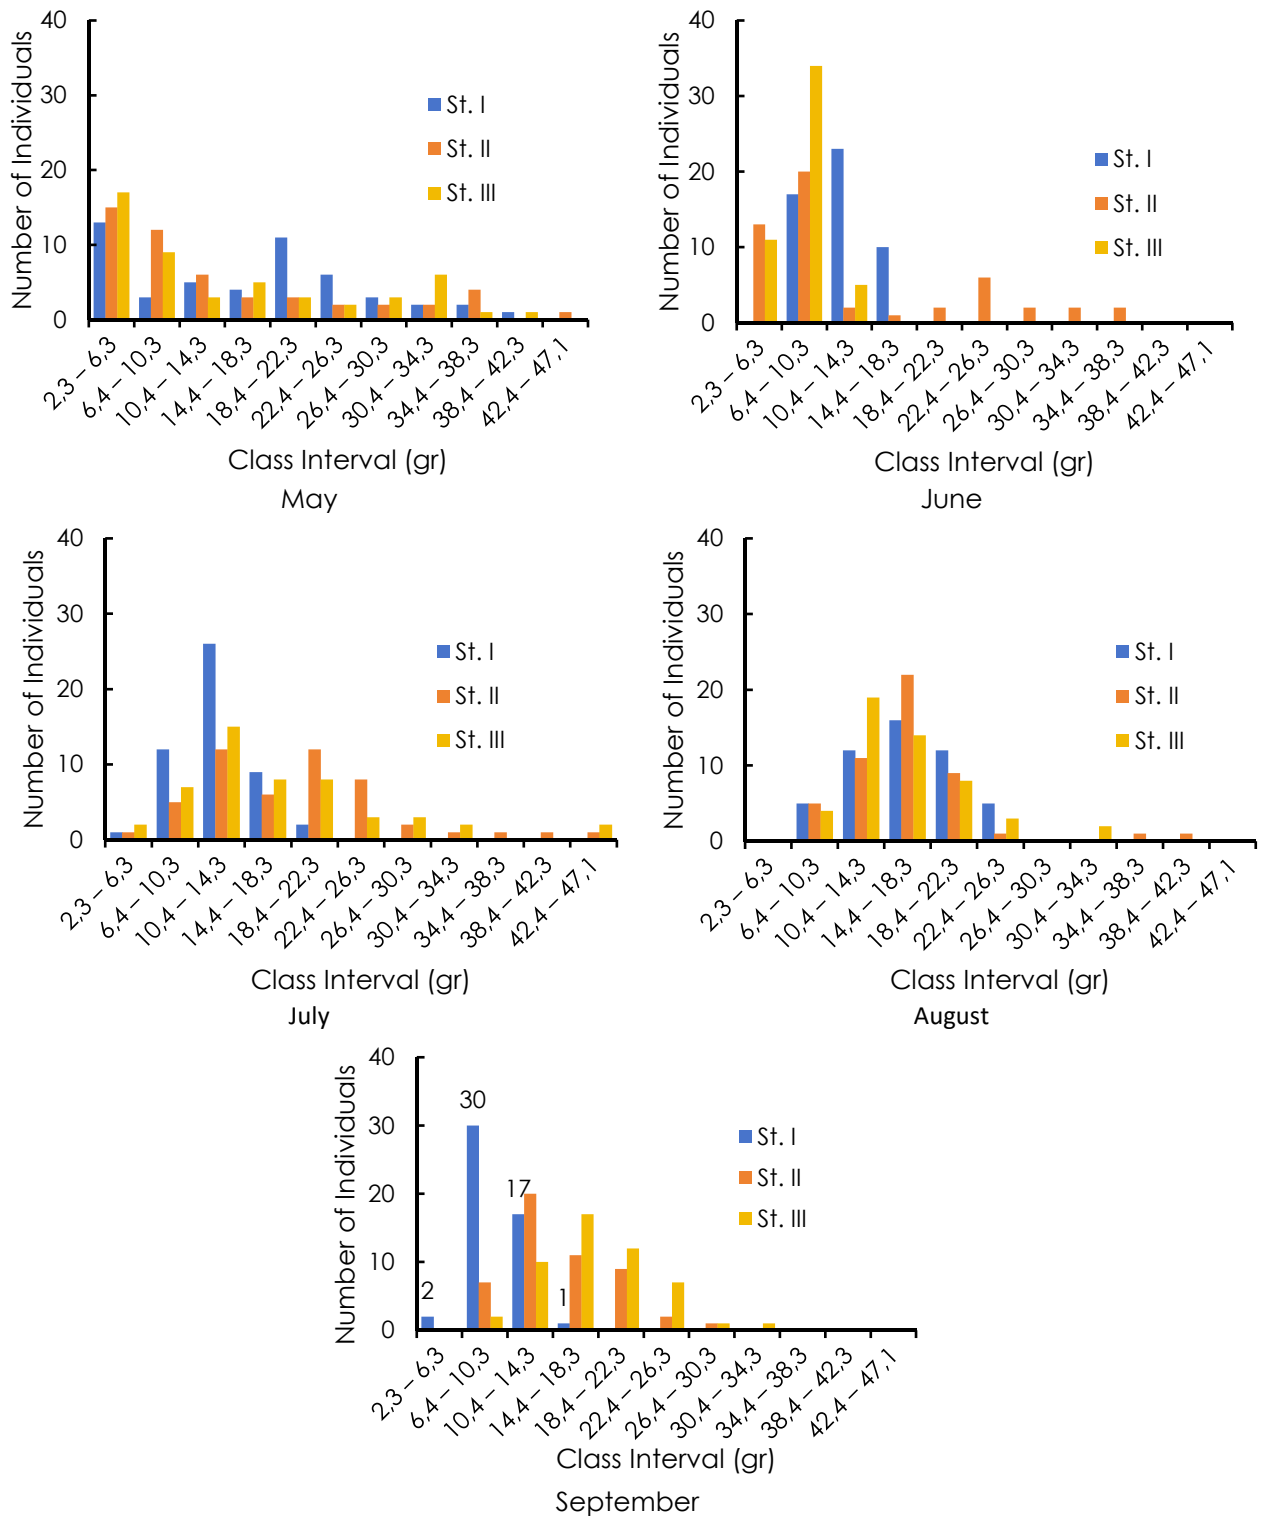 Number of Individuals
40
30
20
10
0
St. I
St. II
St. III
2,3 – 6,3
6,4 – 10,3
10,4 – 14,3
14,4 – 18,3
18,4 – 22,3
22,4 – 26,3
26,4 – 30,3
30,4 – 34,3
34,4 – 38,3
38,4 – 42,3
42,4 – 47,1
Class Interval (gr)
May
Number of Individuals
40
30
20
10
0
St. I
St. II
St. III
2,3 – 6,3
6,4 – 10,3
10,4 – 14,3
14,4 – 18,3
18,4 – 22,3
22,4 – 26,3
26,4 – 30,3
30,4 – 34,3
34,4 – 38,3
38,4 – 42,3
42,4 – 47,1
Class Interval (gr)
June
Number of Individuals
40
30
20
10
0
St. I
St. II
St. III
2,3 – 6,3
6,4 – 10,3
10,4 – 14,3
14,4 – 18,3
18,4 – 22,3
22,4 – 26,3
26,4 – 30,3
30,4 – 34,3
34,4 – 38,3
38,4 – 42,3
42,4 – 47,1
Class Interval (gr)
July
Number of Individuals
40
30
20
10
0
St. I
St. II
St. III
2,3 – 6,3
6,4 – 10,3
10,4 – 14,3
14,4 – 18,3
18,4 – 22,3
22,4 – 26,3
26,4 – 30,3
30,4 – 34,3
34,4 – 38,3
38,4 – 42,3
42,4 – 47,1
Class Interval (gr)
August
Number of Individuals
40
30
20
10
0
2
30
17
1
St. I
St. II
St. III
2,3 – 6,3
6,4 – 10,3
10,4 – 14,3
14,4 – 18,3
18,4 – 22,3
22,4 – 26,3
26,4 – 30,3
30,4 – 34,3
34,4 – 38,3
38,4 – 42,3
42,4 – 47,1
Class Interval (gr)
September